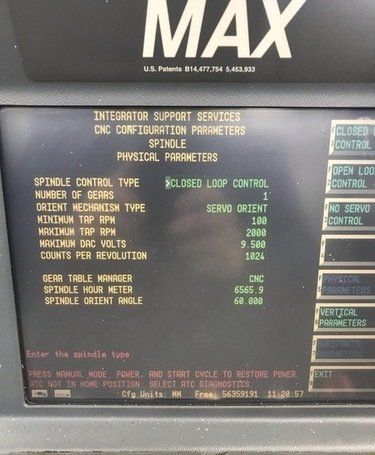 MAX
U.S. Patents B14,477,754 5,453,933
INTEGRATOR SUPPORT SERVICES
CNC CONFIGURATION PARAMETERS
SPINDLE
PHYSICAL PARAMETERS
SPINDLE CONTROL TYPE CLOSED LOOP CONTROL
NUMBER OF GEARS 1
ORIENT MECHANISM TYPE SERVO ORIENT
MINIMUM TAP RPM 100
MAXIMUM TAP RPM 2000
MAXIMUM DAC VOLTS 9.500
COUNTS PER REVOLUTION 1024
GEAR TABLE MANAGER CNC
SPINDLE HOUR METER 6565.9
SPINDLE ORIENT ANGLE 60.000
Enter the spindle type
PRESS MANUAL MODE, POWER, AND START CYCLE TO RESTORE POWER
ATC NOT IN HOME POSITION: SELECT ATC DIAGNOSTICS
Cfg Units: MM Free: 56359191 11:20:57
CLOSED
CONTROL
OPEN LOO
CONTROL
NO SERVO
CONTROL
PHYSICAL
PARAMETERS
VERTICAL
PARAMETERS
HORIZONTAL
PARAMETERS
EXIT